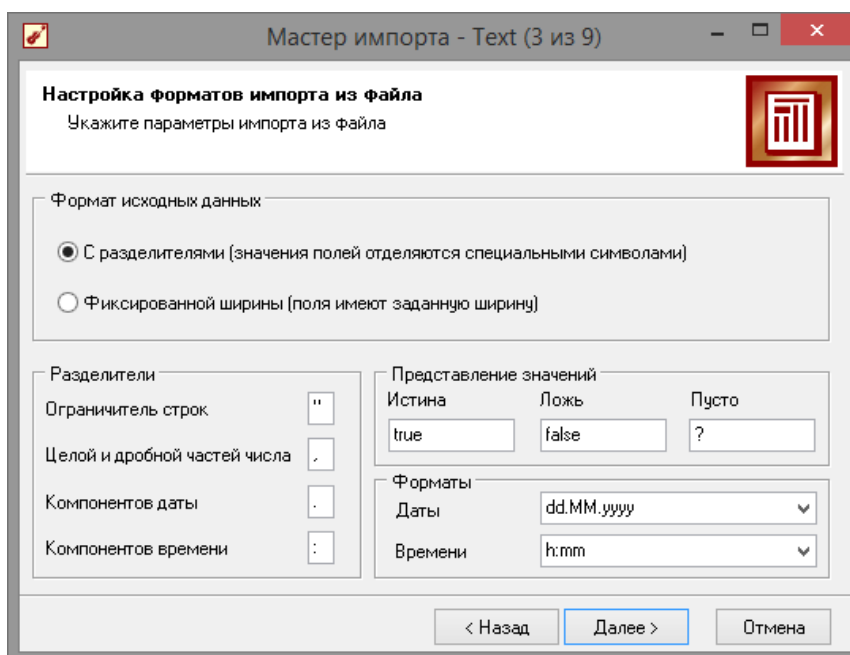 Мастер импорта - Text (3 из 9)
Настройка форматов импорта из файла
Укажите параметры импорта из файла
Формат исходных данных
С разделителями (значения полей отделяются специальными символами)
Фиксированной ширины (поля имеют заданную ширину)
Разделители
Ограничитель строк "
Целой и дробной частей числа ,
Компонентов даты .
Компонентов времени :
Представление значений
Истина Ложь Пусто
true false ?
Форматы
Даты dd.MM.yyyy
Времени h:mm
< Назад Далее > Отмена